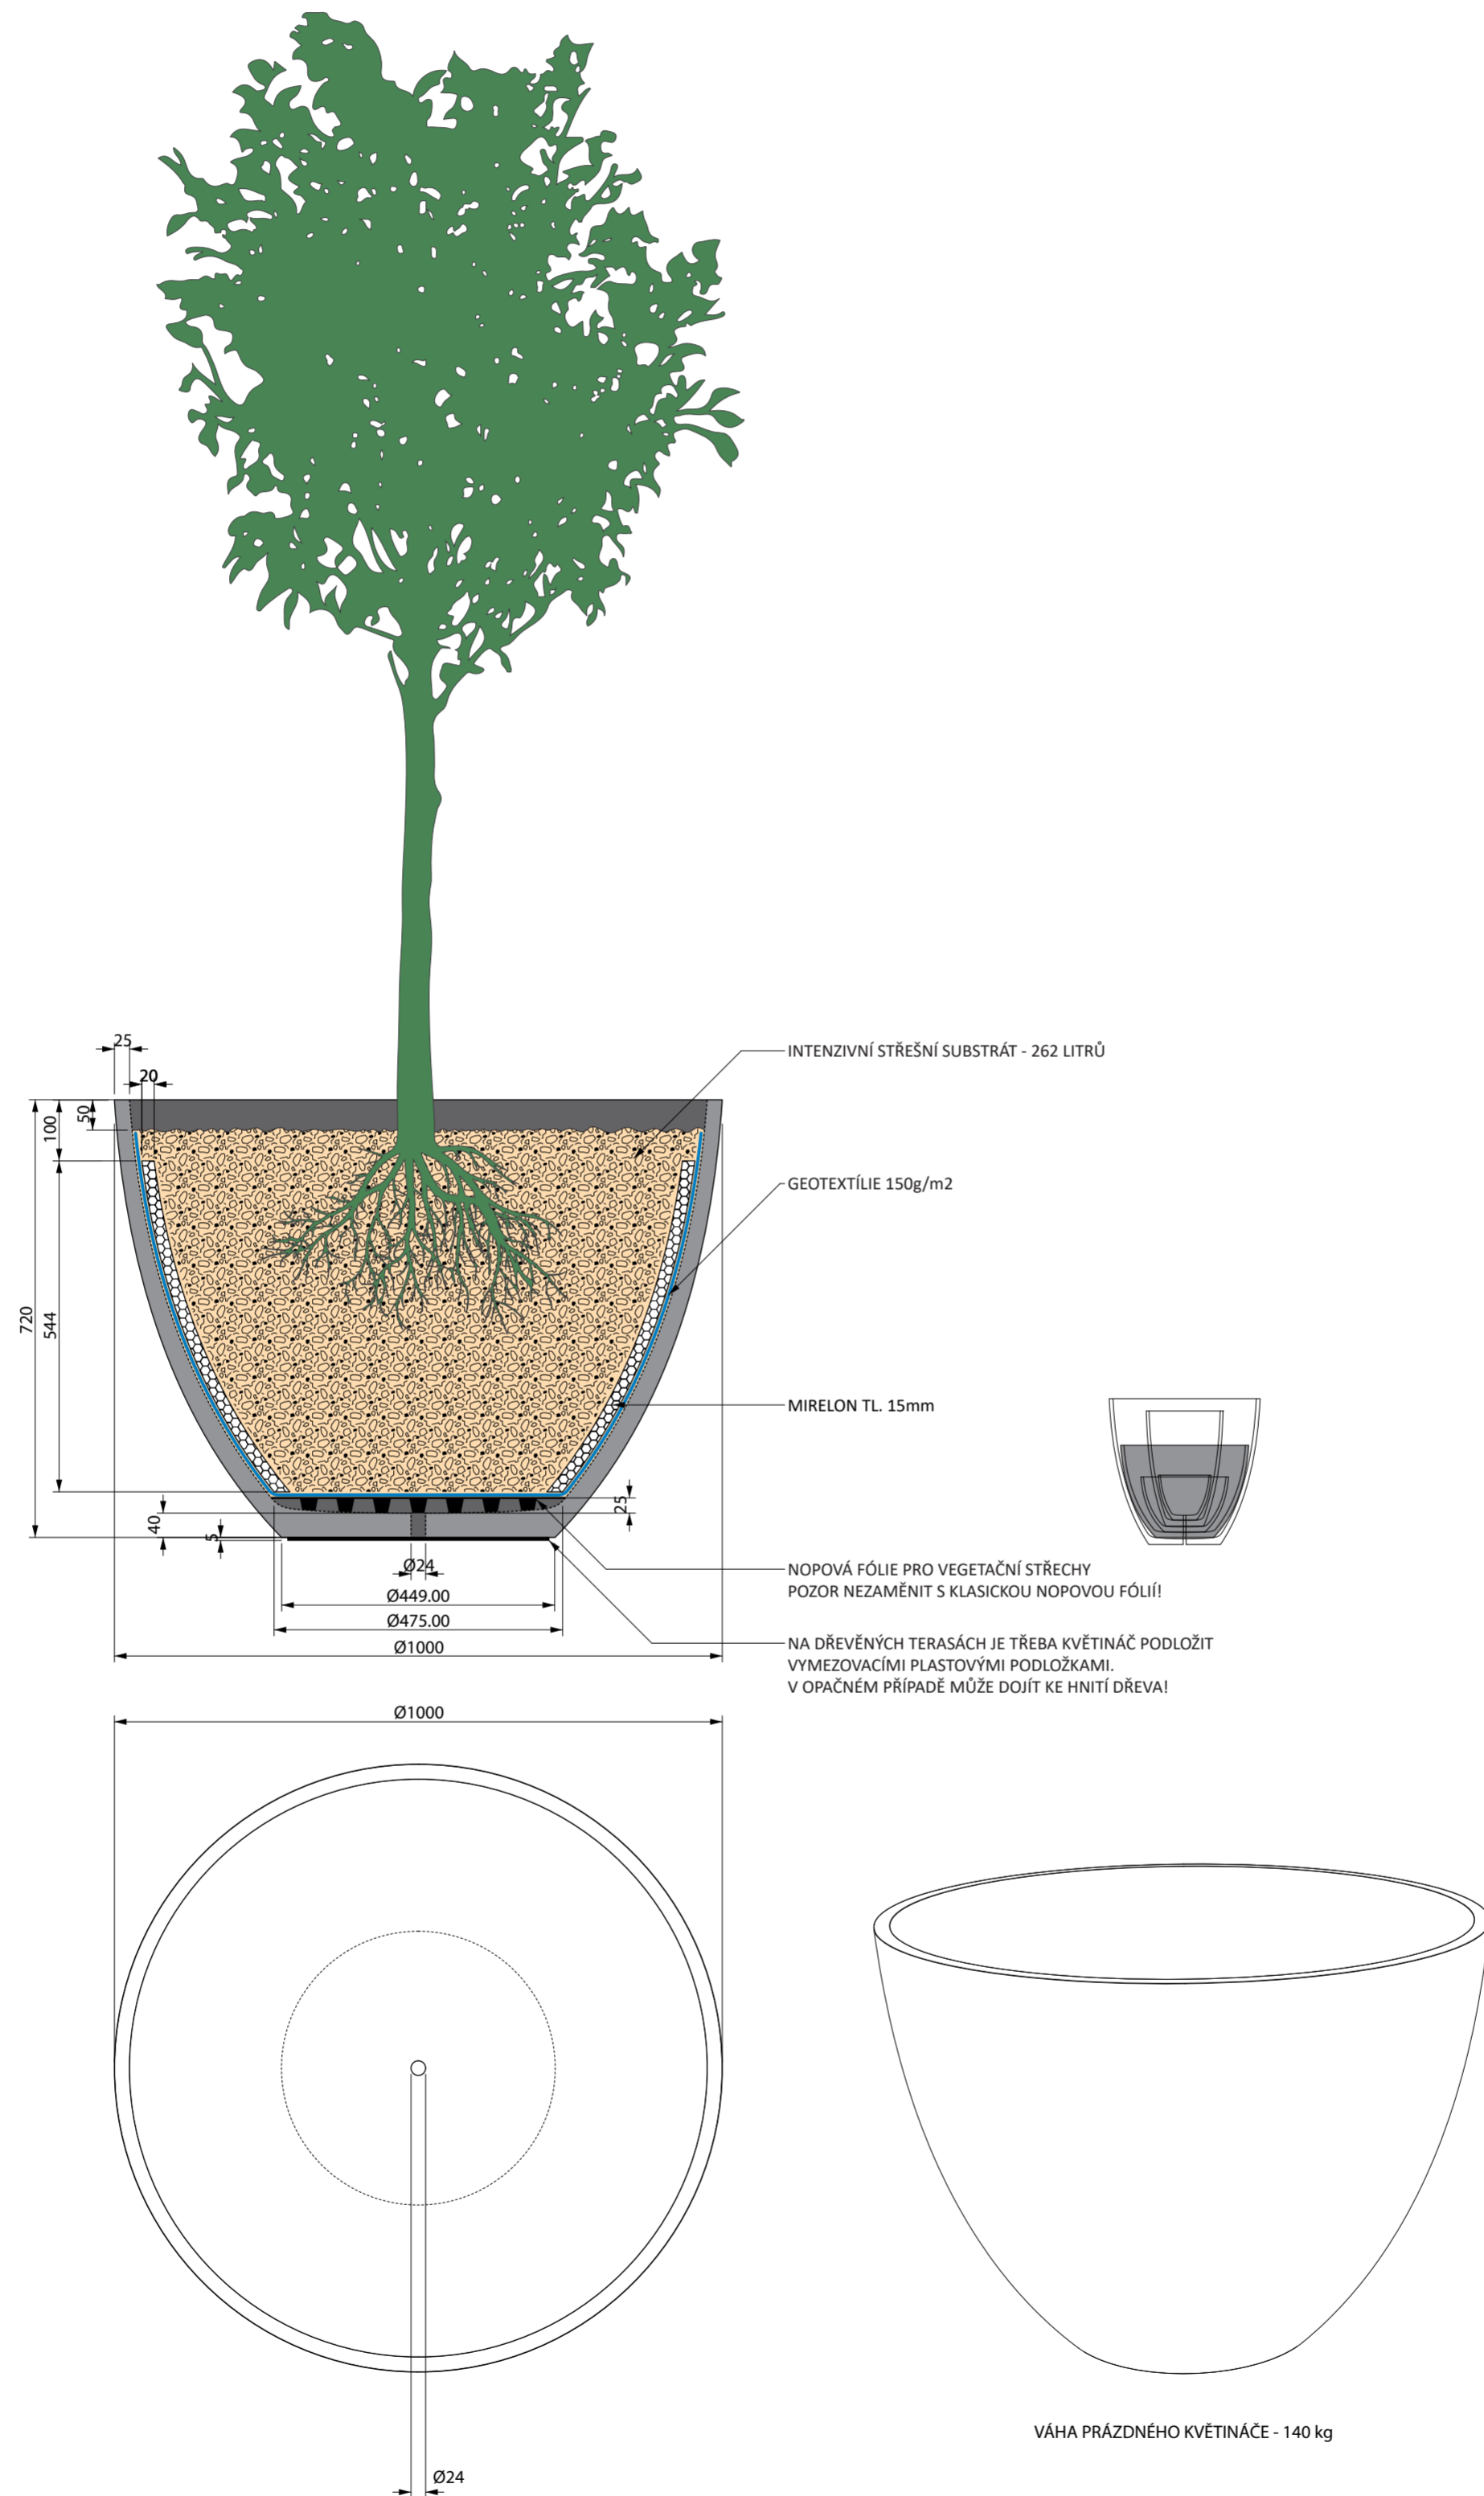 25
20
INTENZIVNÍ STŘEŠNÍ SUBSTRÁT - 262 LITRŮ
50
100
GEOTEXTÍLIE 150g/m2
720
544
MIRELON TL. 15mm
25
40
5
Ø24
NOPOVÁ FÓLIE PRO VEGETAČNÍ STŘECHY
POZOR NEZAMĚNIT S KLASICKOU NOPOVOU FÓLIÍ!
Ø449.00
Ø475.00
Ø1000
NA DŘEVĚNÝCH TERASÁCH JE TŘEBA KVĚTINÁČ PODLOŽIT
VYMEZOVACÍMI PLASTOVÝMI PODLOŽKAMI.
V OPAČNÉM PŘÍPADĚ MŮŽE DOJÍT KE HNITÍ DŘEVA!
Ø1000
VÁHA PRÁZDNÉHO KVĚTINÁČE - 140 kg
Ø24